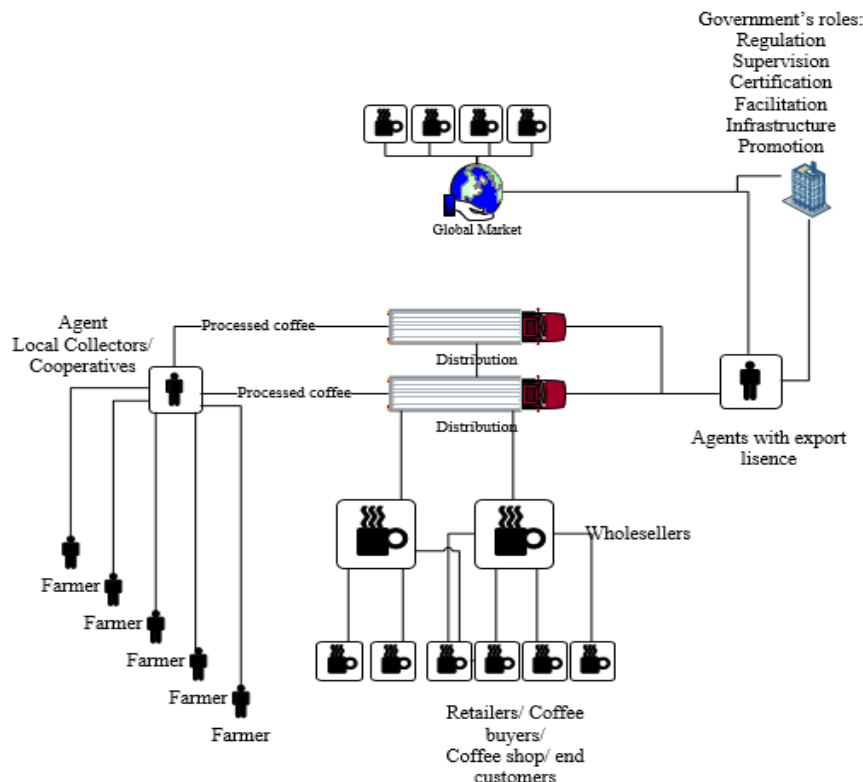 Government’s roles:
Regulation
Supervision
Certification
Facilitation
Infrastructure
Promotion
Global Market
Agent
Local Collectors/
Cooperatives
Processed coffee
Distribution
Processed coffee
Distribution
Agents with export
lisence
Wholesellers
Farmer
Farmer
Farmer
Farmer
Farmer
Retailers/ Coffee
buyers/
Coffee shop/ end
customers